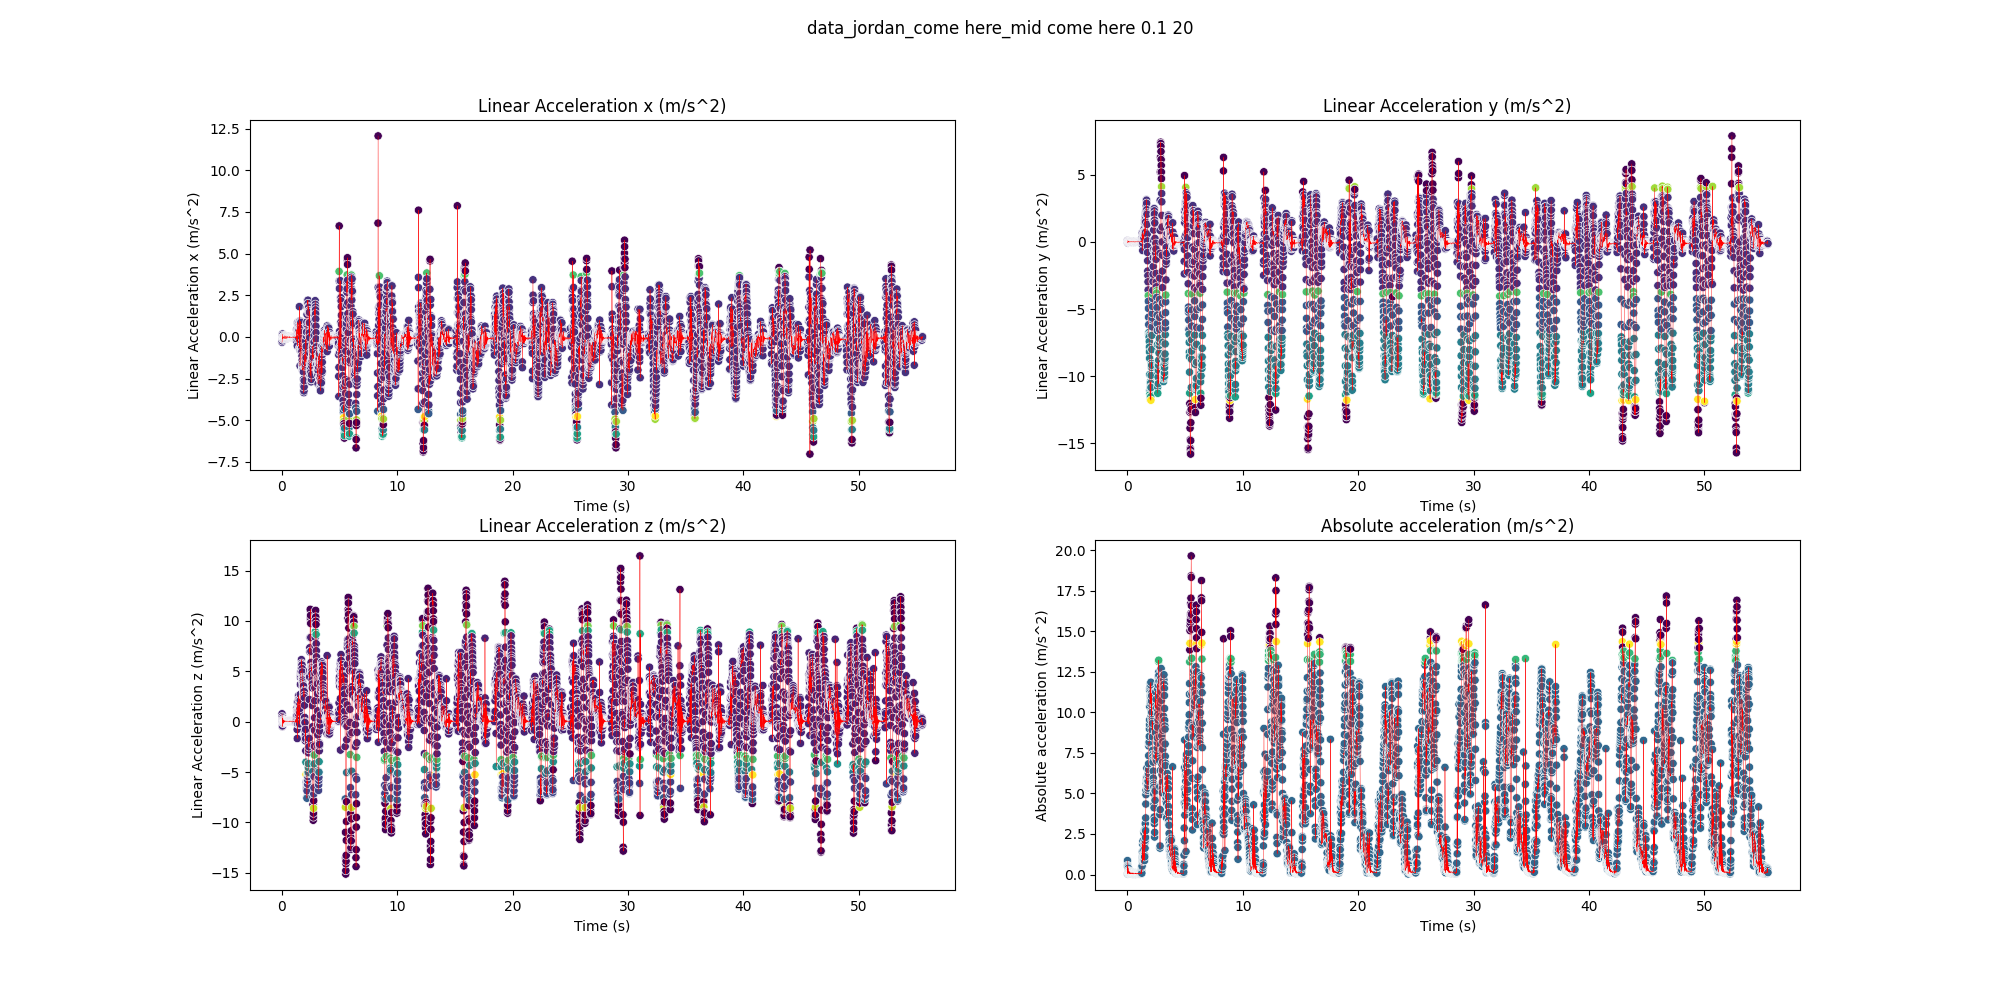 data_jordan_come here_mid come here 0.1 20
Linear Acceleration x (m/s^2)
Linear Acceleration x (m/s^2)
12.5
10.0
7.5
5.0
2.5
0.0
−2.5
−5.0
−7.5
0 10 20 30 40 50
Time (s)
Linear Acceleration y (m/s^2)
Linear Acceleration y (m/s^2)
5
0
−5
−10
−15
0 10 20 30 40 50
Time (s)
Linear Acceleration z (m/s^2)
Linear Acceleration z (m/s^2)
15
10
5
0
−5
−10
−15
0 10 20 30 40 50
Time (s)
Absolute acceleration (m/s^2)
Absolute acceleration (m/s^2)
20.0
17.5
15.0
12.5
10.0
7.5
5.0
2.5
0.0
0 10 20 30 40 50
Time (s)